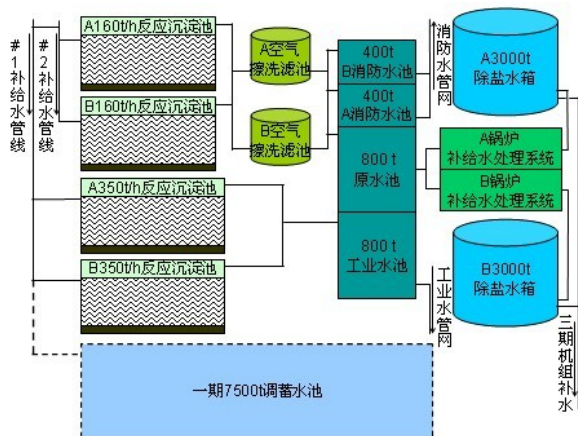 #1补给水管线
#2补给水管线
A160t/h反应沉淀池
B160t/h反应沉淀池
A350t/h反应沉淀池
B350t/h反应沉淀池
A空气
擦洗滤池
B空气
擦洗滤池
400t
B消防水池
400t
A消防水池
800t
原水池
800t
工业水池
消防水管网
工业水管网
A3000t
除盐水箱
A锅炉
补给水处理系统
B锅炉
补给水处理系统
B3000t
除盐水箱
三期机组补水
一期7500t调蓄水池